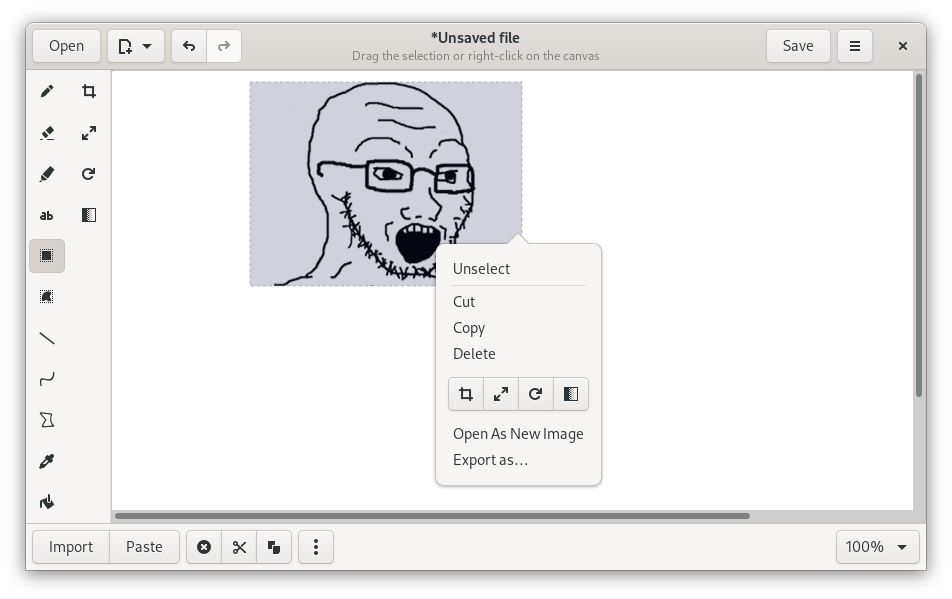 *Unsaved file
Open
Save
Drag the selection or right-click on the canvas
ab
Unselect
Cut
Copy
Delete
Open As New Image
Export as…
Import
Paste
100%